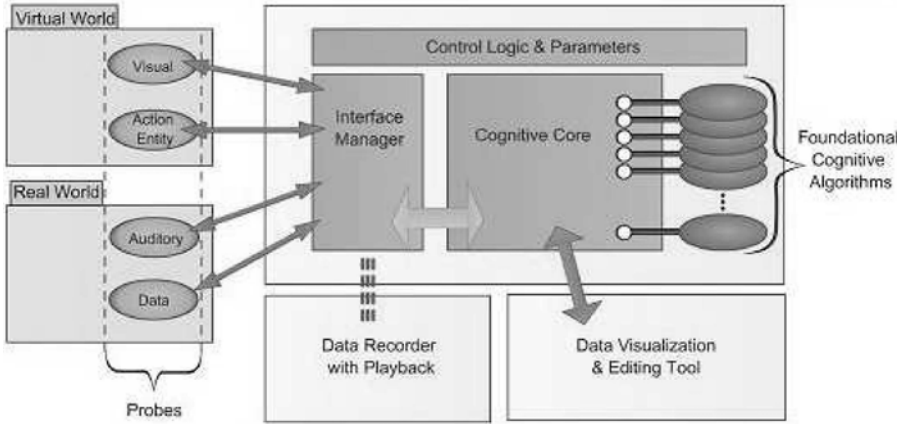 Virtual World
Visual
Action
Entity
Real World
Auditory
Data
Probes
Control Logic & Parameters
Interface
Manager
Cognitive Core
Foundational
Cognitive
Algorithms
Data Recorder
with Playback
Data Visualization
& Editing Tool